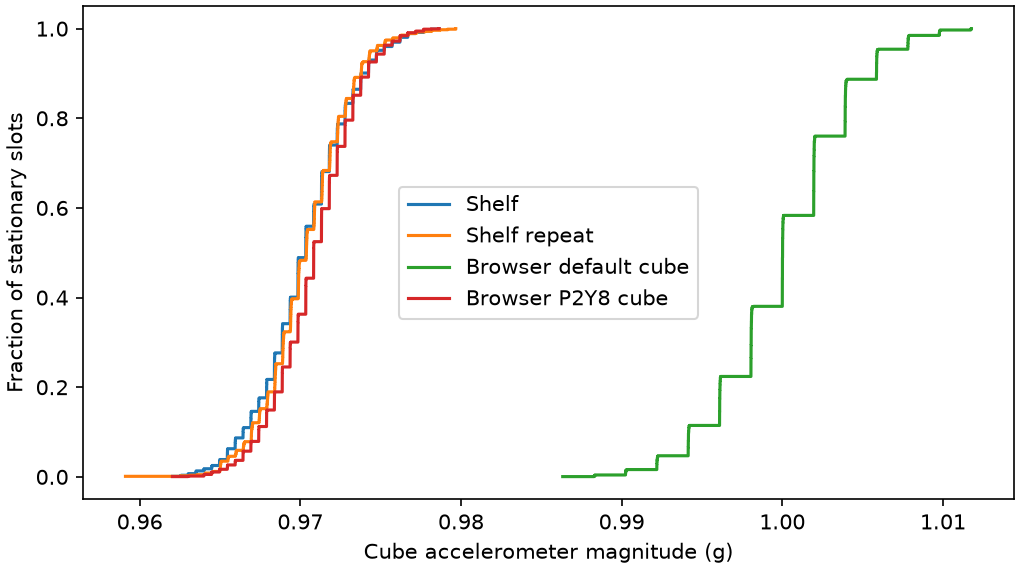 Fraction of stationary slots
1.0
0.8
0.6
0.4
0.2
0.0
Shelf
Shelf repeat
Browser default cube
Browser P2Y8 cube
0.96 0.97 0.98 0.99 1.00 1.01
Cube accelerometer magnitude (g)